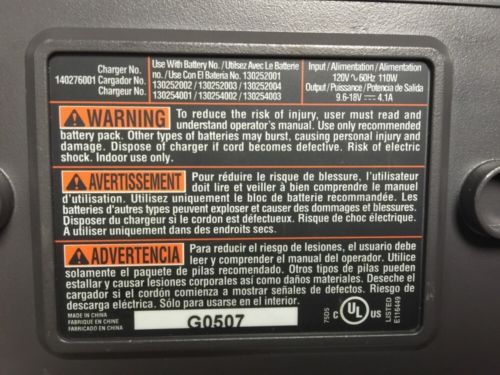 Charger No.
140276001 Cargador No.
Chargeur No.
Use With Battery No. /Utilisez Avec Le Batterie
no. / Use Con El Bateria No. 130252001
130252002 / 130252003 / 130252004
130254001 / 130254002 / 130254003
Input / Alimentation / Alimentation
120V ~ 60Hz 110W
Output/Puissance/Potencia de Salida
9.6-18V ⎓ 4.1A
WARNING To reduce the risk of injury, user must read and
understand operator's manual. Use only recommended
battery pack. Other types of batteries may burst, causing personal injury and
damage. Dispose of charger if cord becomes defective. Risk of electric
shock. Indoor use only.
AVERTISSEMENT Pour réduire le risque de blessure, l'utilisateur
doit lire et veiller à bien comprendre le manuel
d'utilisation. Utilisez uniquement le bloc de batterie recommandée. Les
batteries d'autres types peuvent exploser et causer des dommages et blessures.
Disposer du chargeur si le cordon est défectueux. Risque de choc électrique.
A utiliser uniquement dans des endroits secs.
ADVERTENCIA Para reducir el riesgo de lesiones, el usuario debe
leer y comprender el manual del operador. Utilice
solamente el paquete de pilas recomendado. Otros tipos de pilas pueden
estallar y causar lesiones corporales así como daños materiales. Deseche el
cargador si el cordón comienza a mostrar señales de defectos. Riesgo de
descarga eléctrica. Sólo para usarse en el interior.
MADE IN CHINA
FABRIQUE EN CHINE
FABRICADO EN CHINA
G0507
75D5
C UL US
LISTED
E116449